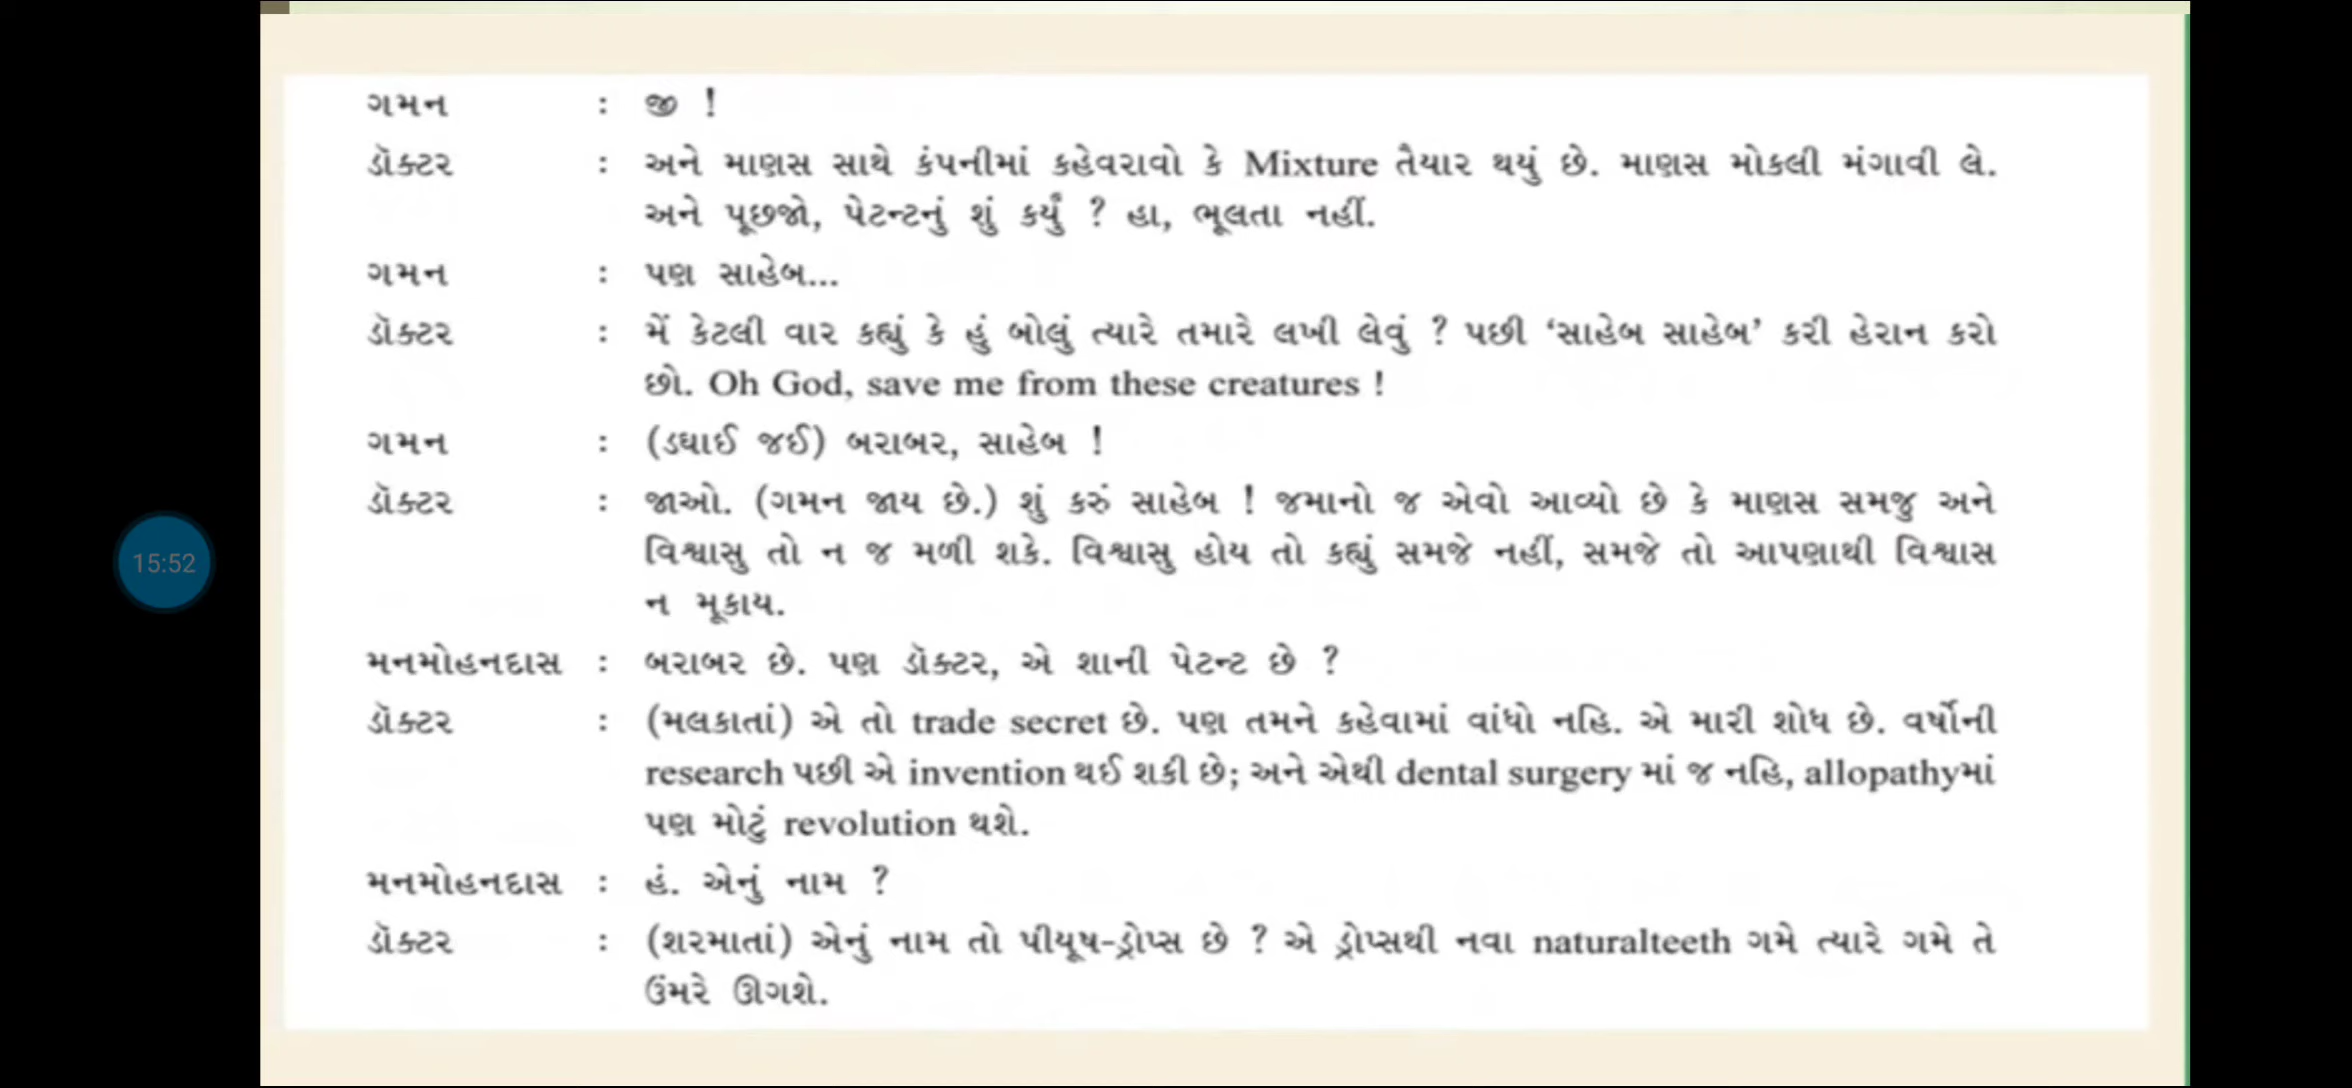 ગમન : જી !
ડૉક્ટર : અને માણસ સાથે કંપનીમાં કહેવરાવો કે Mixture તૈયાર થયું છે. માણસ મોકલી મંગાવી લે.
અને પૂછજો, પેટન્ટનું શું કર્યું ? હા, ભૂલતા નહીં.
ગમન : પણ સાહેબ...
ડૉક્ટર : મેં કેટલી વાર કહ્યું કે હું બોલું ત્યારે તમારે લખી લેવું ? પછી ‘સાહેબ સાહેબ’ કરી હેરાન કરો
છો. Oh God, save me from these creatures !
ગમન : (ડઘાઈ જઈ) બરાબર, સાહેબ !
ડૉક્ટર : જાઓ. (ગમન જાય છે.) શું કરું સાહેબ ! જમાનો જ એવો આવ્યો છે કે માણસ સમજુ અને
વિશ્વાસુ તો ન જ મળી શકે. વિશ્વાસુ હોય તો કહ્યું સમજે નહીં, સમજે તો આપણાથી વિશ્વાસ
ન મૂકાય.
મનમોહનદાસ : બરાબર છે. પણ ડૉક્ટર, એ શાની પેટન્ટ છે ?
ડૉક્ટર : (મલકાતાં) એ તો trade secret છે. પણ તમને કહેવામાં વાંધો નહિ. એ મારી શોધ છે. વર્ષોની
research પછી એ invention થઈ શકી છે; અને એથી dental surgery માં જ નહિ, allopathyમાં
પણ મોટું revolution થશે.
મનમોહનદાસ : હં. એનું નામ ?
ડૉક્ટર : (શરમાતાં) એનું નામ તો પીયૂષ-ડ્રોપ્સ છે ? એ ડ્રોપ્સથી નવા naturalteeth ગમે ત્યારે ગમે તે
ઉંમરે ઊગશે.
15:52